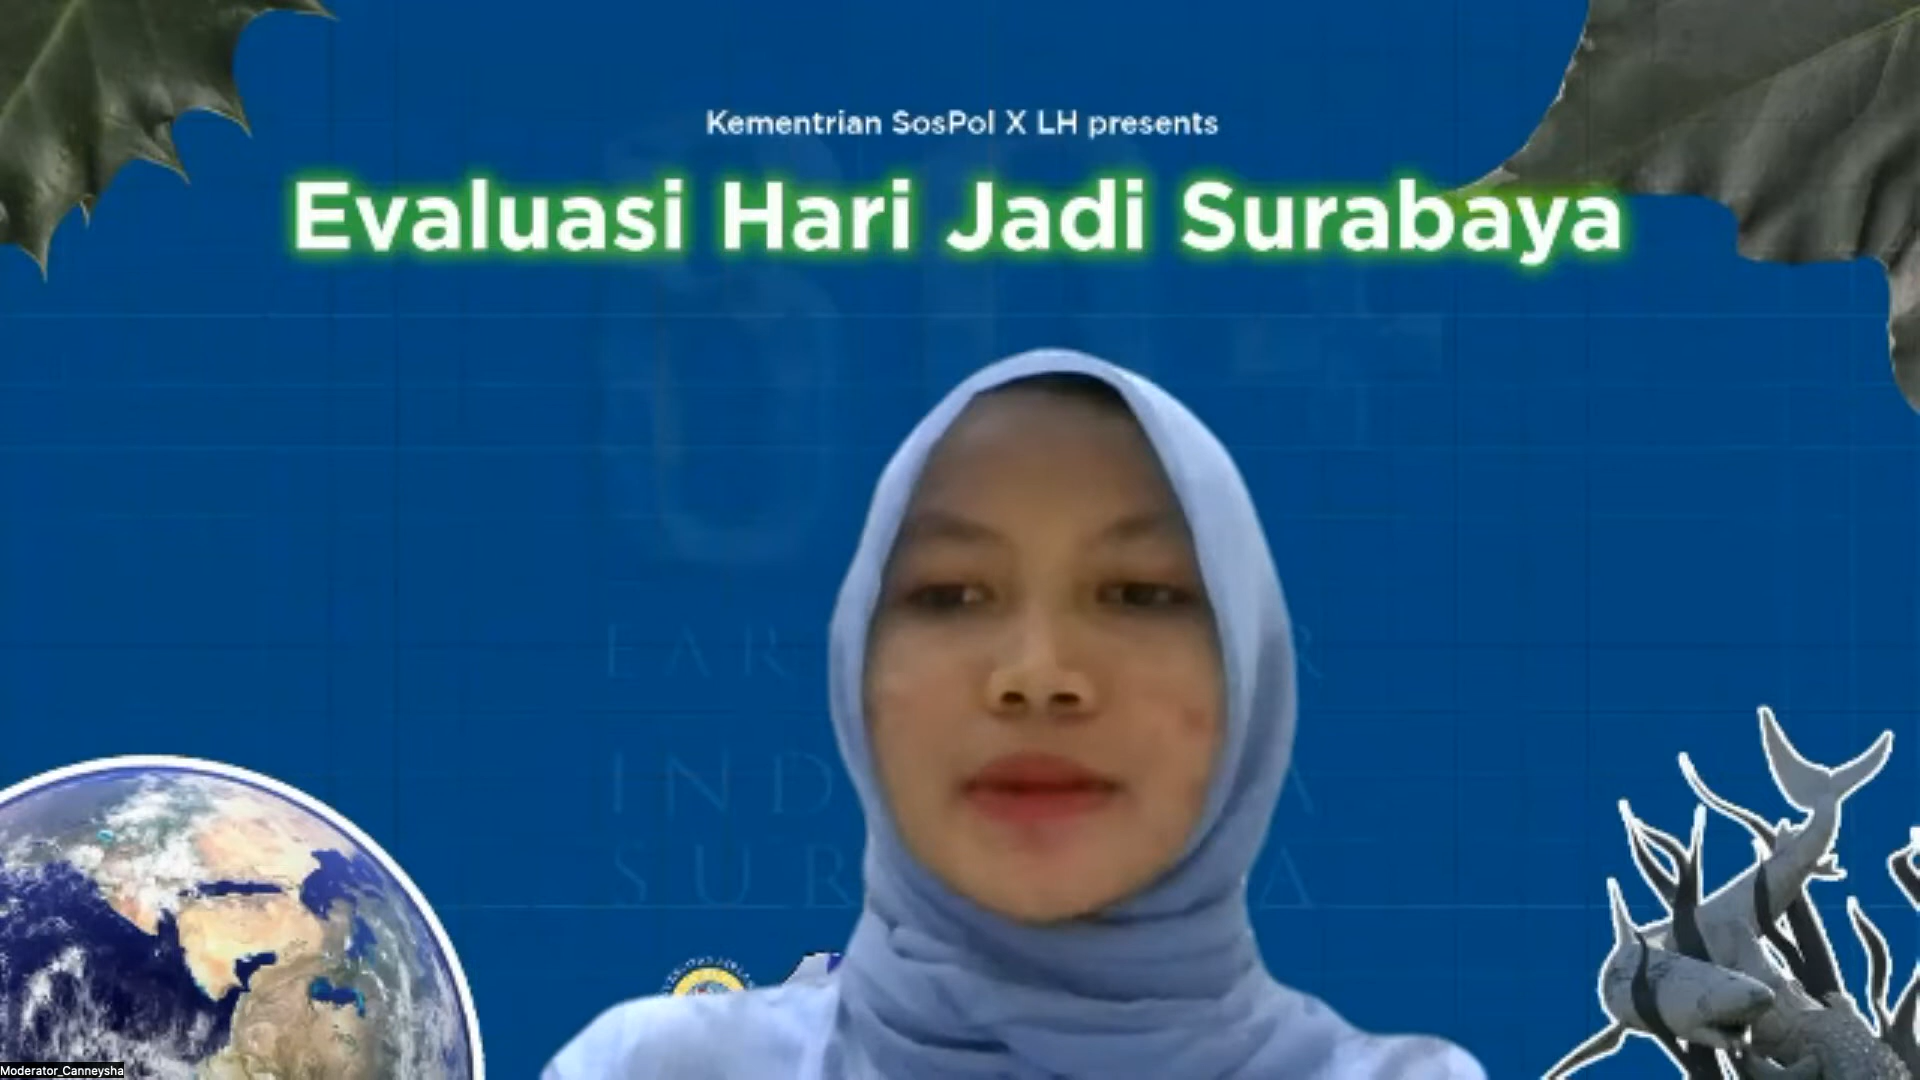 Kementrian SosPol X LH presents
Evaluasi Hari Jadi Surabaya
Moderator_Canneysha